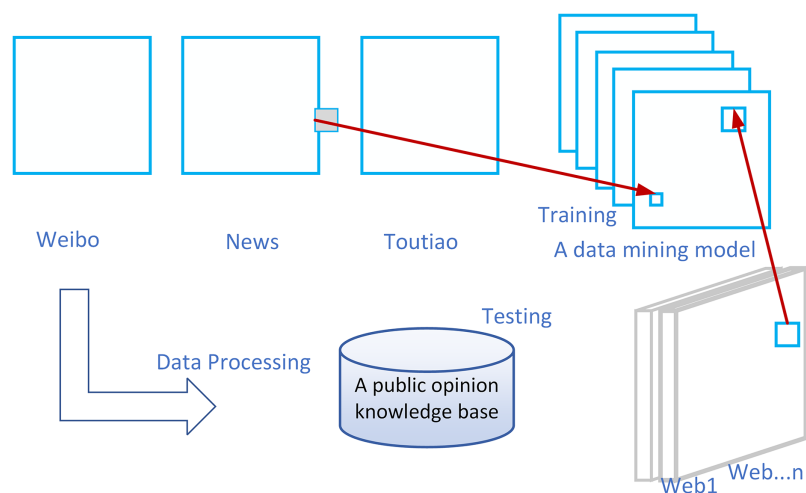 Weibo
News
Toutiao
Training
A data mining model
Testing
Data Processing
A public opinion
knowledge base
Web1
Web...n